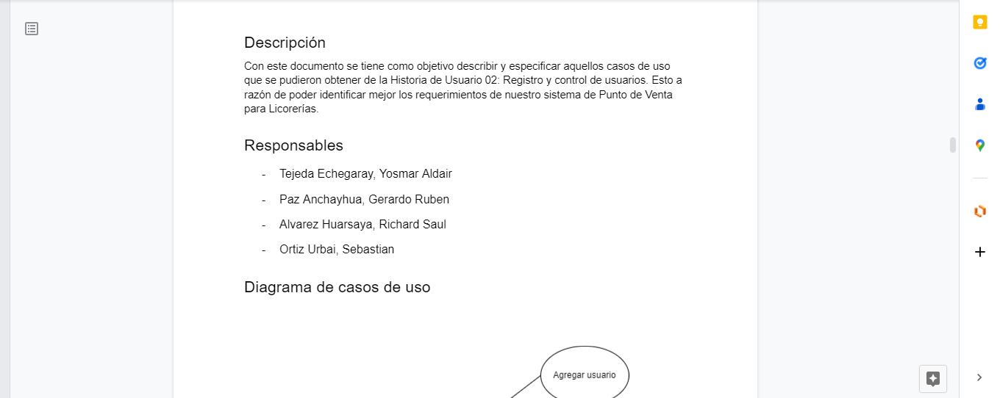 Descripción
Con este documento se tiene como objetivo describir y especificar aquellos casos de uso
que se pudieron obtener de la Historia de Usuario 02: Registro y control de usuarios. Esto a
razón de poder identificar mejor los requerimientos de nuestro sistema de Punto de Venta
para Licorerías.
Responsables
- Tejeda Echegaray, Yosmar Aldair
- Paz Anchayhua, Gerardo Ruben
- Alvarez Huarsaya, Richard Saul
- Ortiz Urbai, Sebastian
Diagrama de casos de uso
Agregar usuario